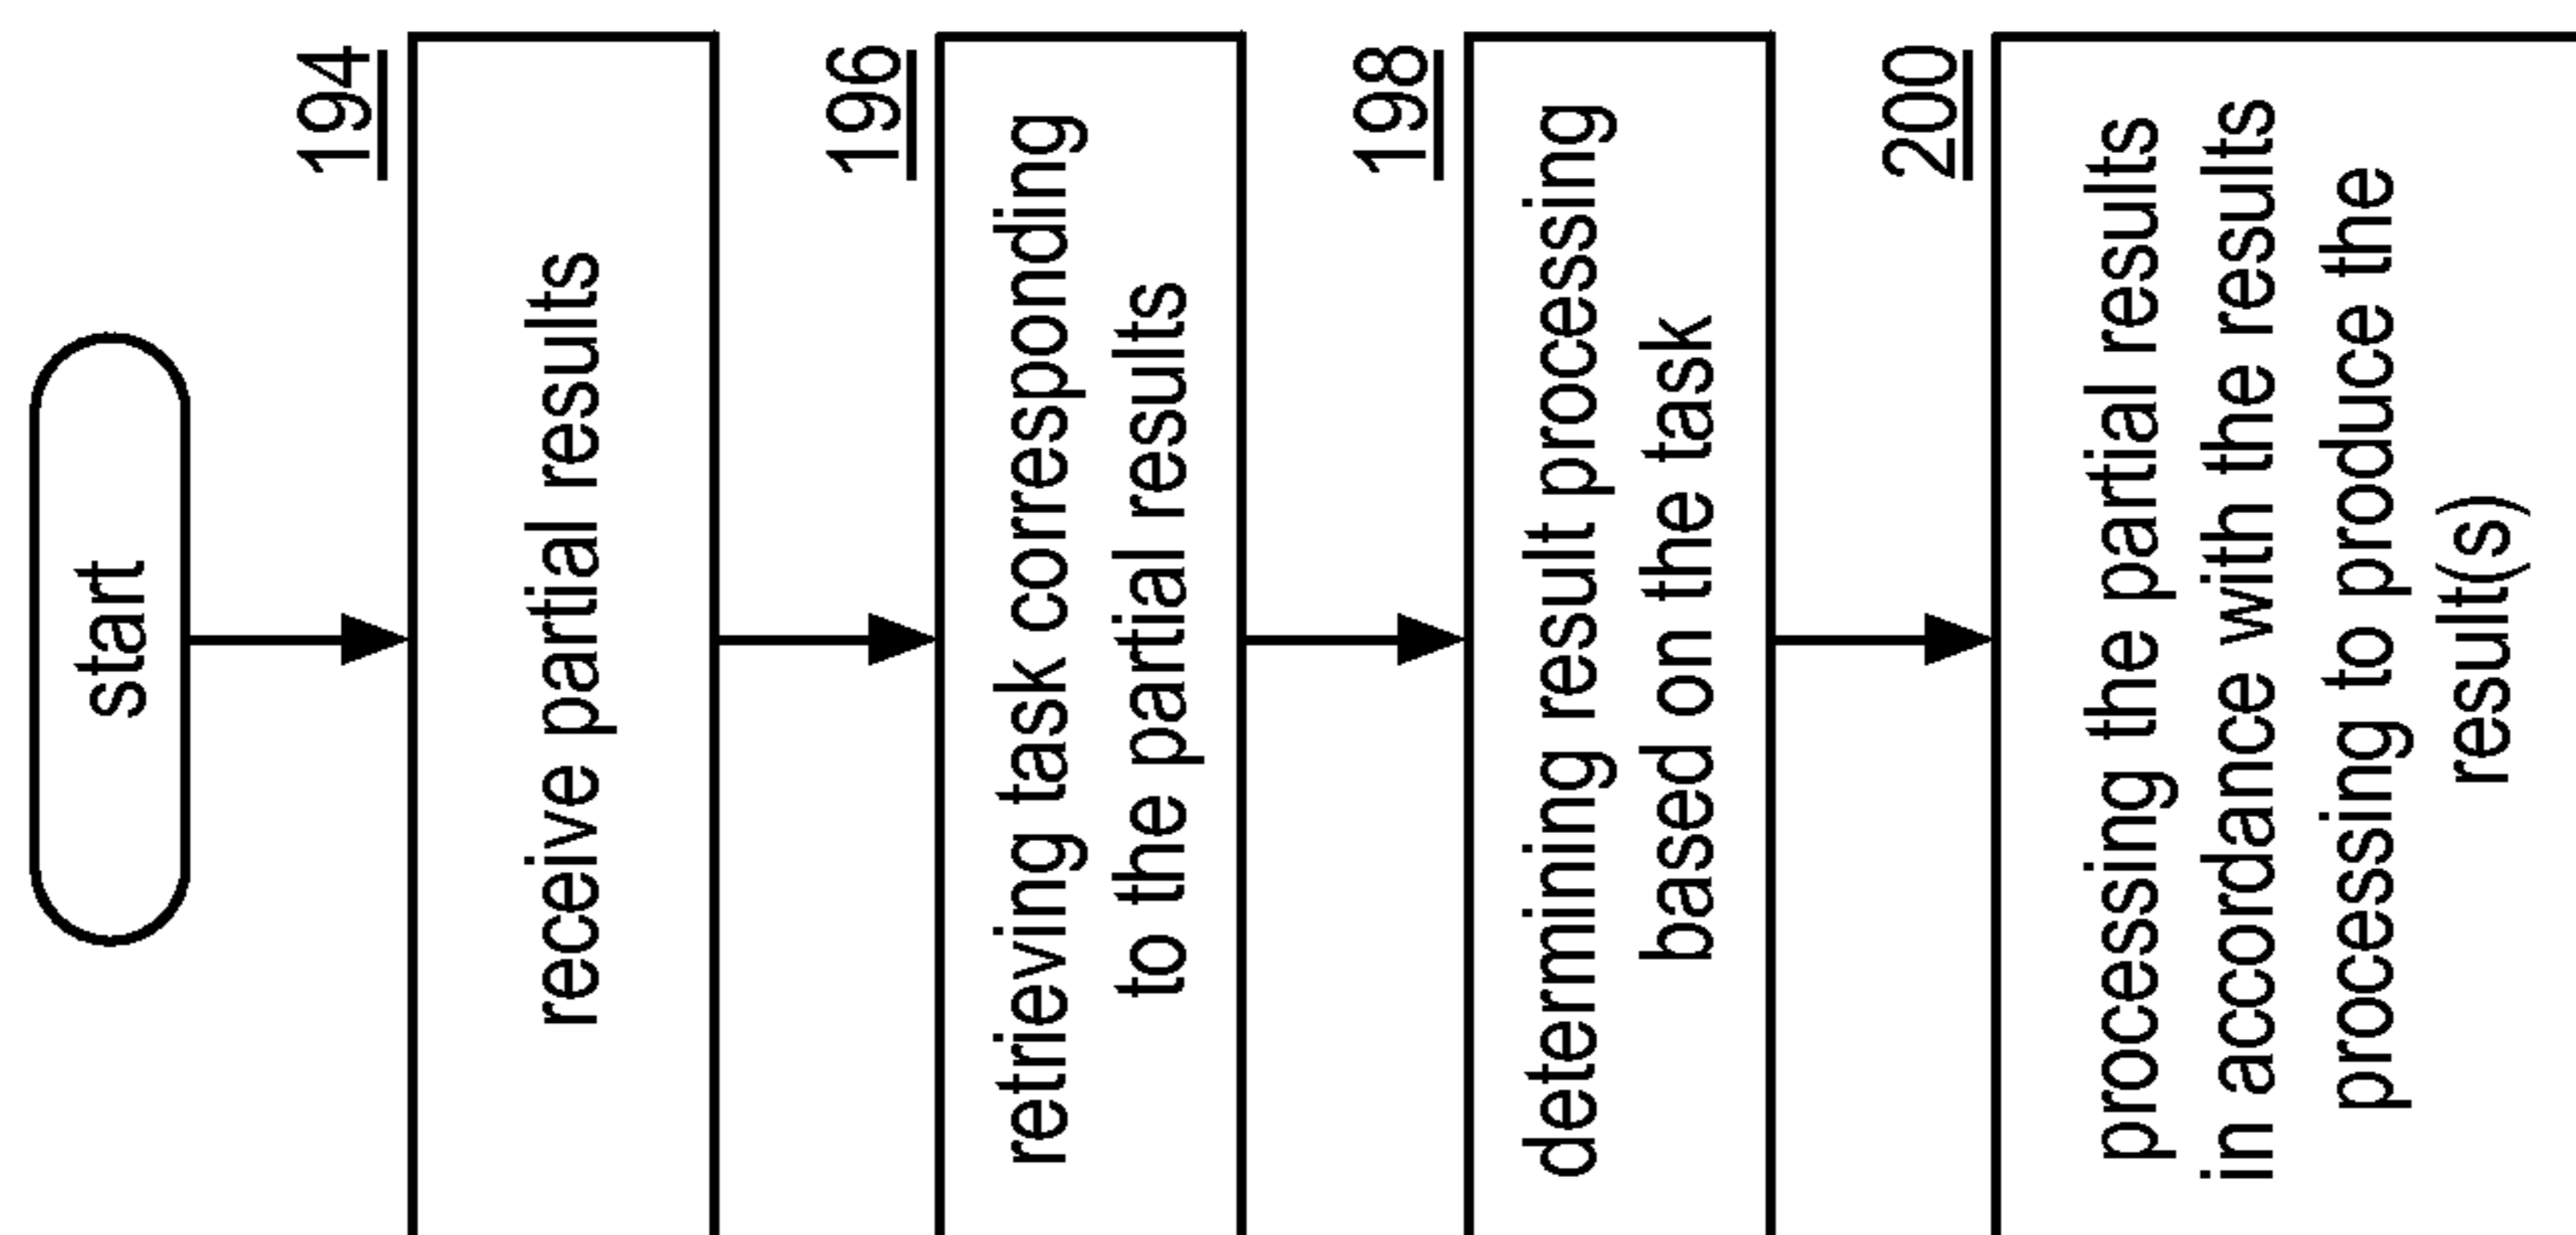 start
194
receive partial results
196
retrieving task corresponding
to the partial results
198
determining result processing
based on the task
200
processing the partial results
in accordance with the results
processing to produce the
result(s)